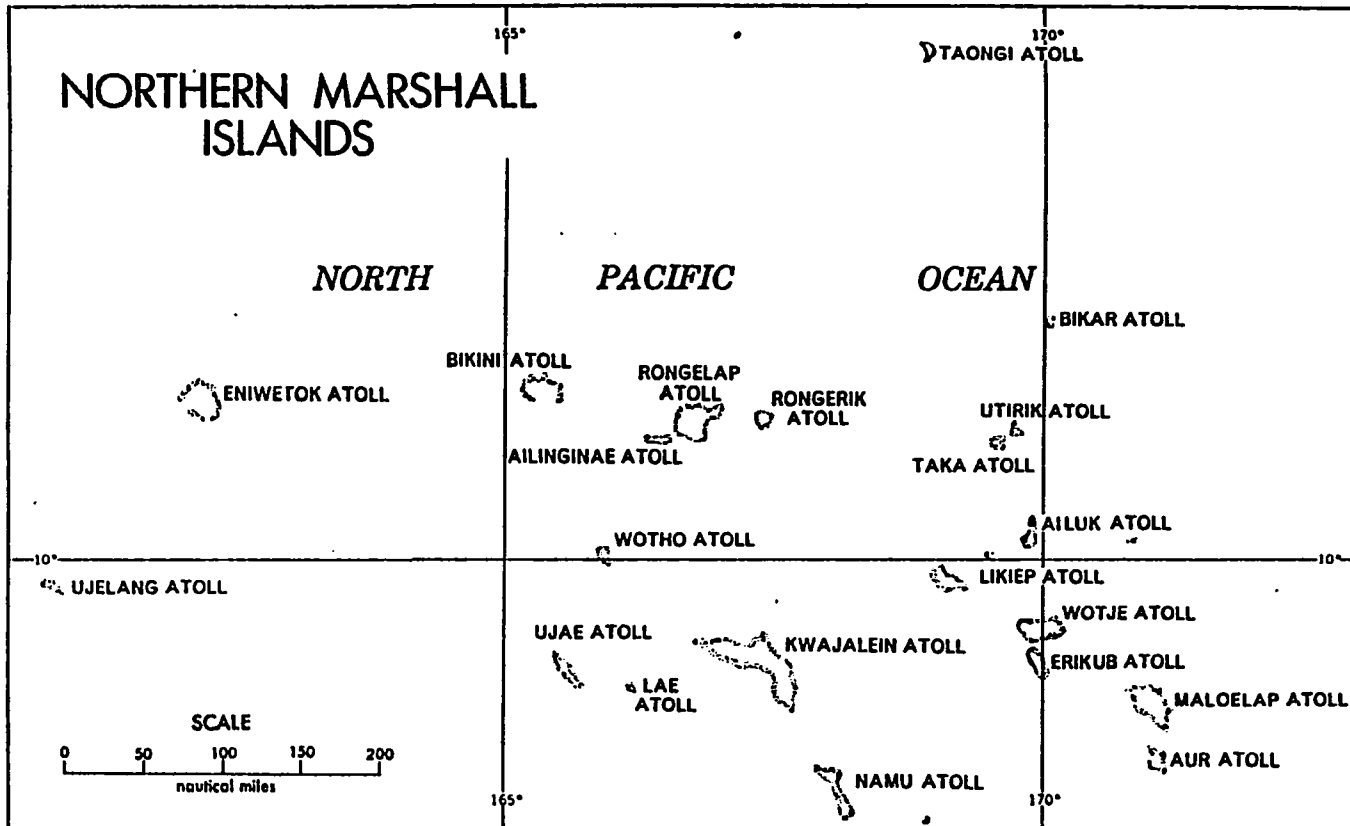 165°
170°
TAONGI ATOLL
NORTHERN MARSHALL
ISLANDS
NORTH PACIFIC OCEAN
BIKAR ATOLL
BIKINI ATOLL
RONGELAP
ATOLL
ENIWETOK ATOLL
RONGERIK
ATOLL
UTIRIK ATOLL
AILINGINAE ATOLL
TAKA ATOLL
AILUK ATOLL
WOTHO ATOLL
10°
10°
LIKIEP ATOLL
UJELANG ATOLL
WOTJE ATOLL
UJAE ATOLL
KWAJALEIN ATOLL
ERIKUB ATOLL
LAE
ATOLL
MALOELAP ATOLL
SCALE
0 50 100 150 200
nautical miles
AUR ATOLL
NAMU ATOLL
165°
170°